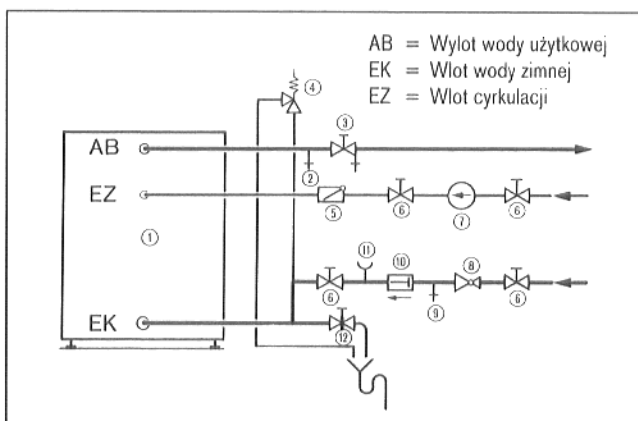 AB = Wylot wody użytkowej
EK = Wlot wody zimnej
EZ = Wlot cyrkulacji
4
3
AB
2
EZ
5
6
7
6
1
11
10
8
6
9
6
EK
12